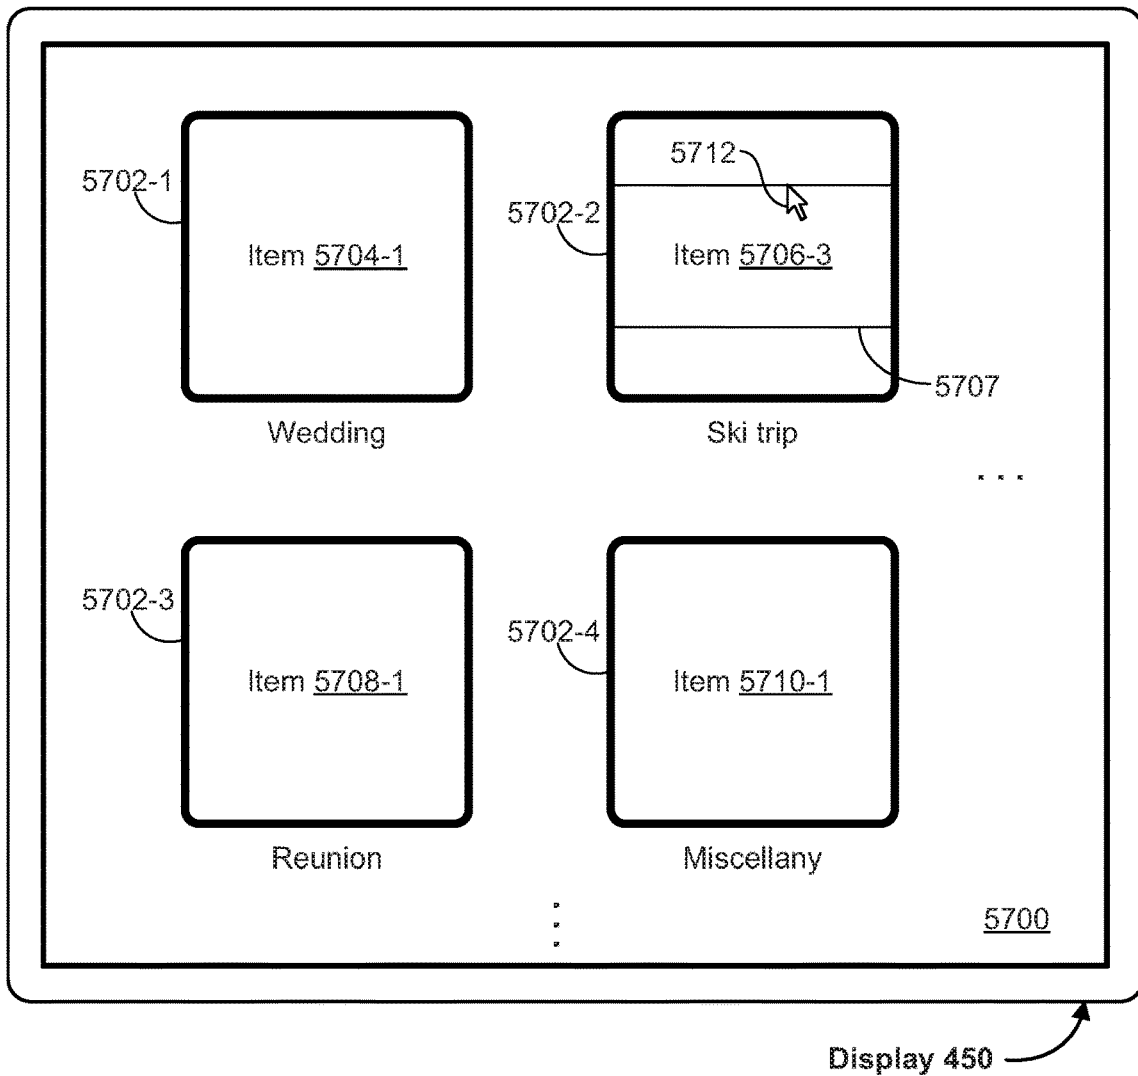 5712
5702-1
5702-2
Item 5704-1
Item 5706-3
5707
Wedding
Ski trip
. . .
5702-3
5702-4
Item 5708-1
Item 5710-1
Reunion
Miscellany
5700
Display 450